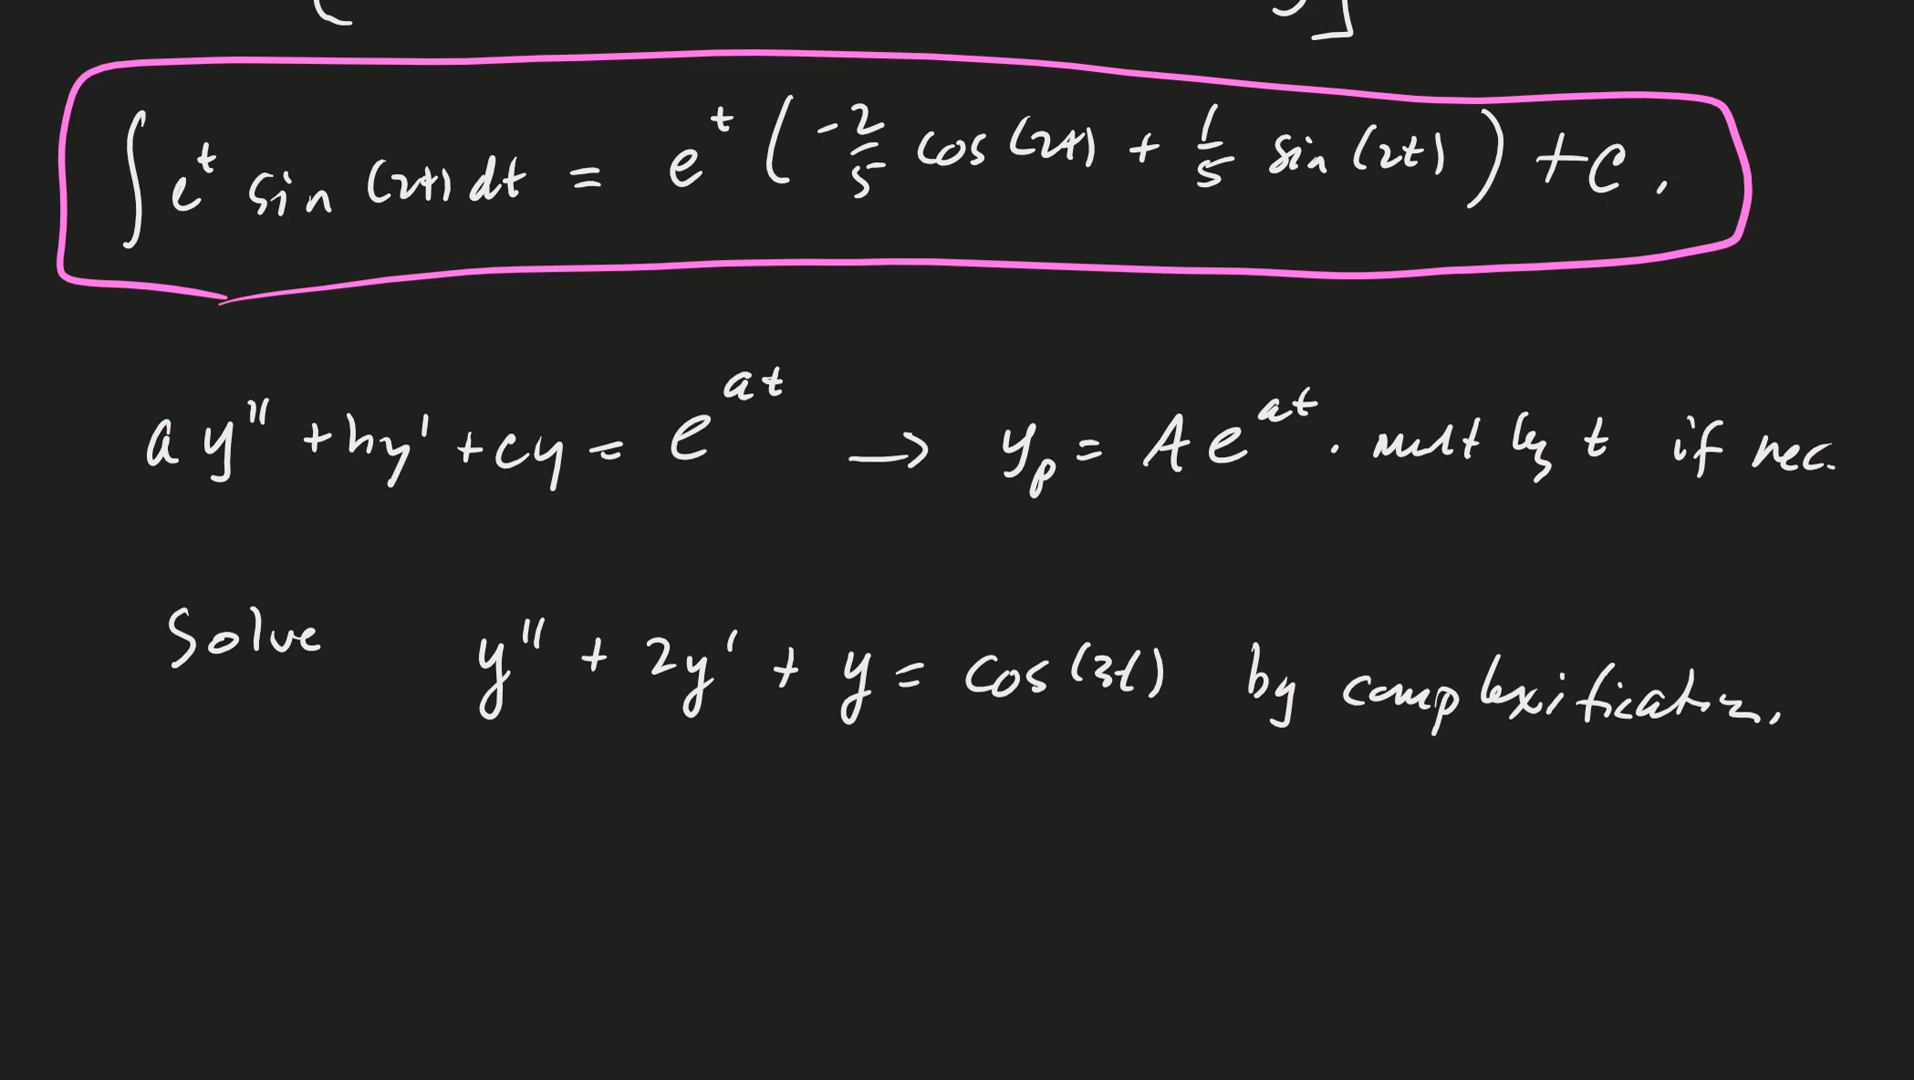 ∫ e^t sin(2t) dt = e^t (-2/5 cos(2t) + 1/5 sin(2t)) + C.
ay'' + by' + cy = e^{at} → y_p = A e^{at}. mult by t if nec.
Solve y'' + 2y' + y = cos(3t) by complexification.